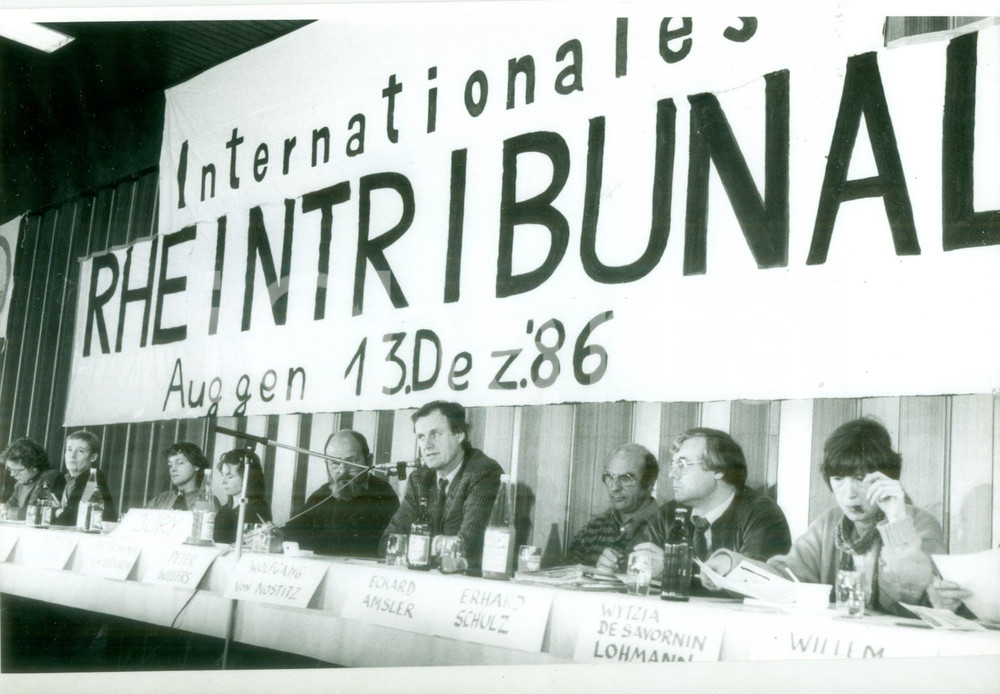 Internationales
RHEINTRIBUNAL
Auggen 13.Dez.'86
JURY
PETER
WILLERS
WOLFGANG
VON NOSTITZ
ECKARD
AMSLER
ERHARD
SCHULZ
WYTZIA
DE SAVORNIN
LOHMANN
WILLEM